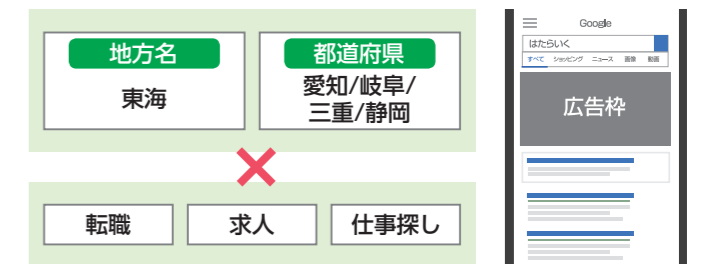 地方名
東海
都道府県
愛知/岐阜/
三重/静岡
転職
求人
仕事探し
Google
はたらいく
すべて ショッピング ニュース 画像 動画
広告枠